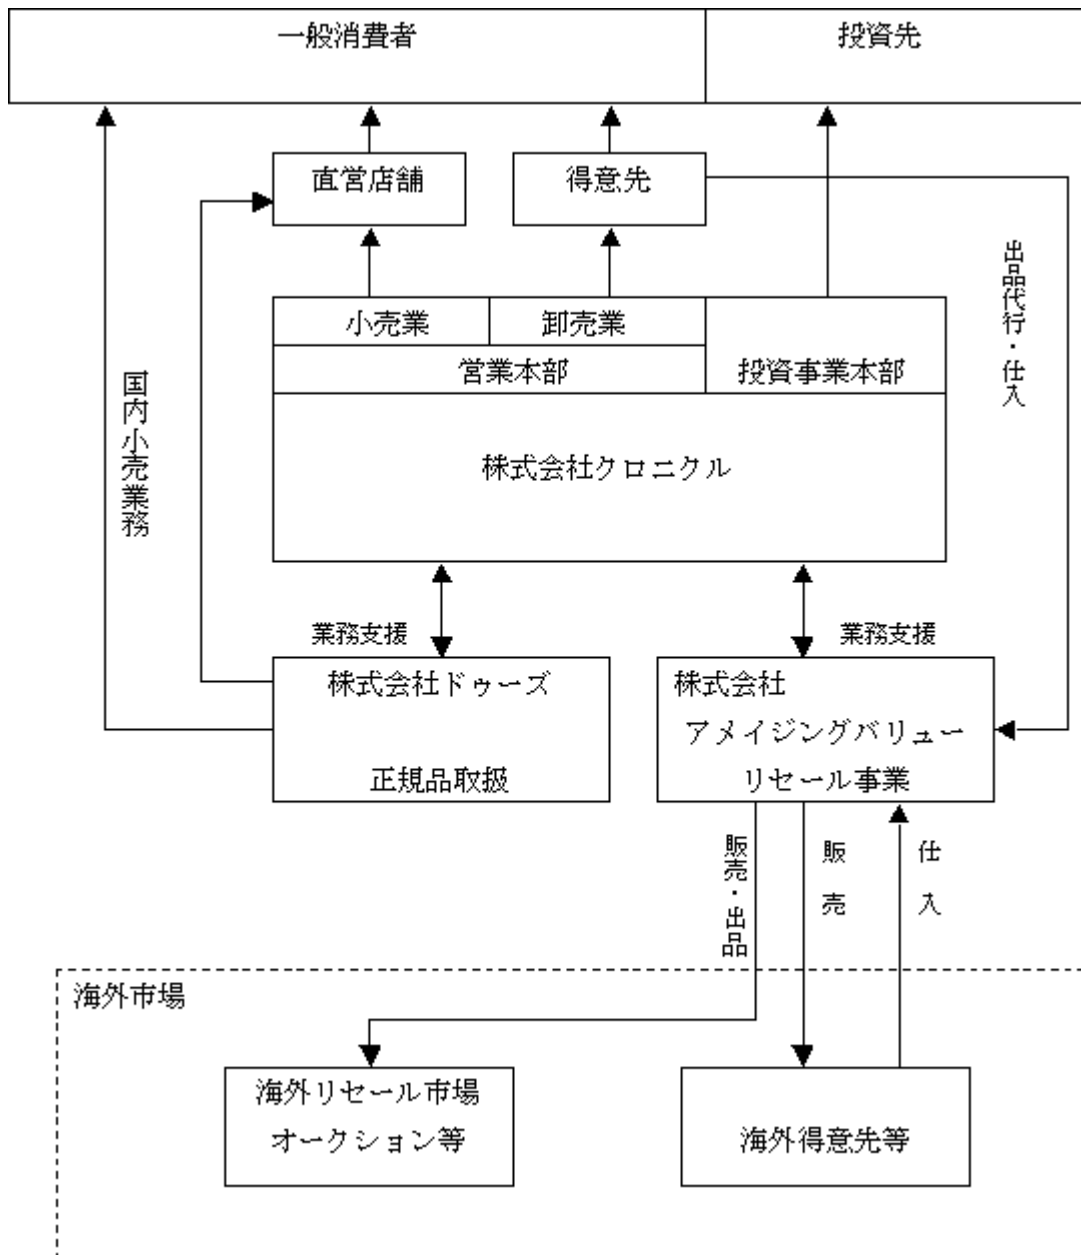 一般消費者
投資先
直営店舗
得意先
出品代行・仕入
小売業
卸売業
営業本部
投資事業本部
国内小売業務
株式会社クロニクル
業務支援
業務支援
株式会社ドゥーズ
正規品取扱
株式会社
アメイジングバリュー
リセール事業
販売・出品
販売
仕入
海外市場
海外リセール市場
オークション等
海外得意先等